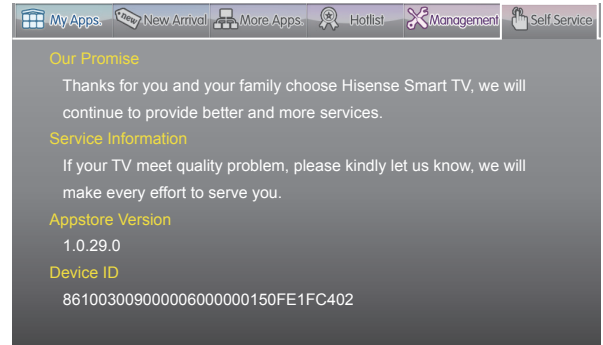 My Apps. new New Arrival More Apps. Hotlist Management Self Service
Our Promise
Thanks for you and your family choose Hisense Smart TV, we will
continue to provide better and more services.
Service Information
If your TV meet quality problem, please kindly let us know, we will
make every effort to serve you.
Appstore Version
1.0.29.0
Device ID
861003009000006000000150FE1FC402